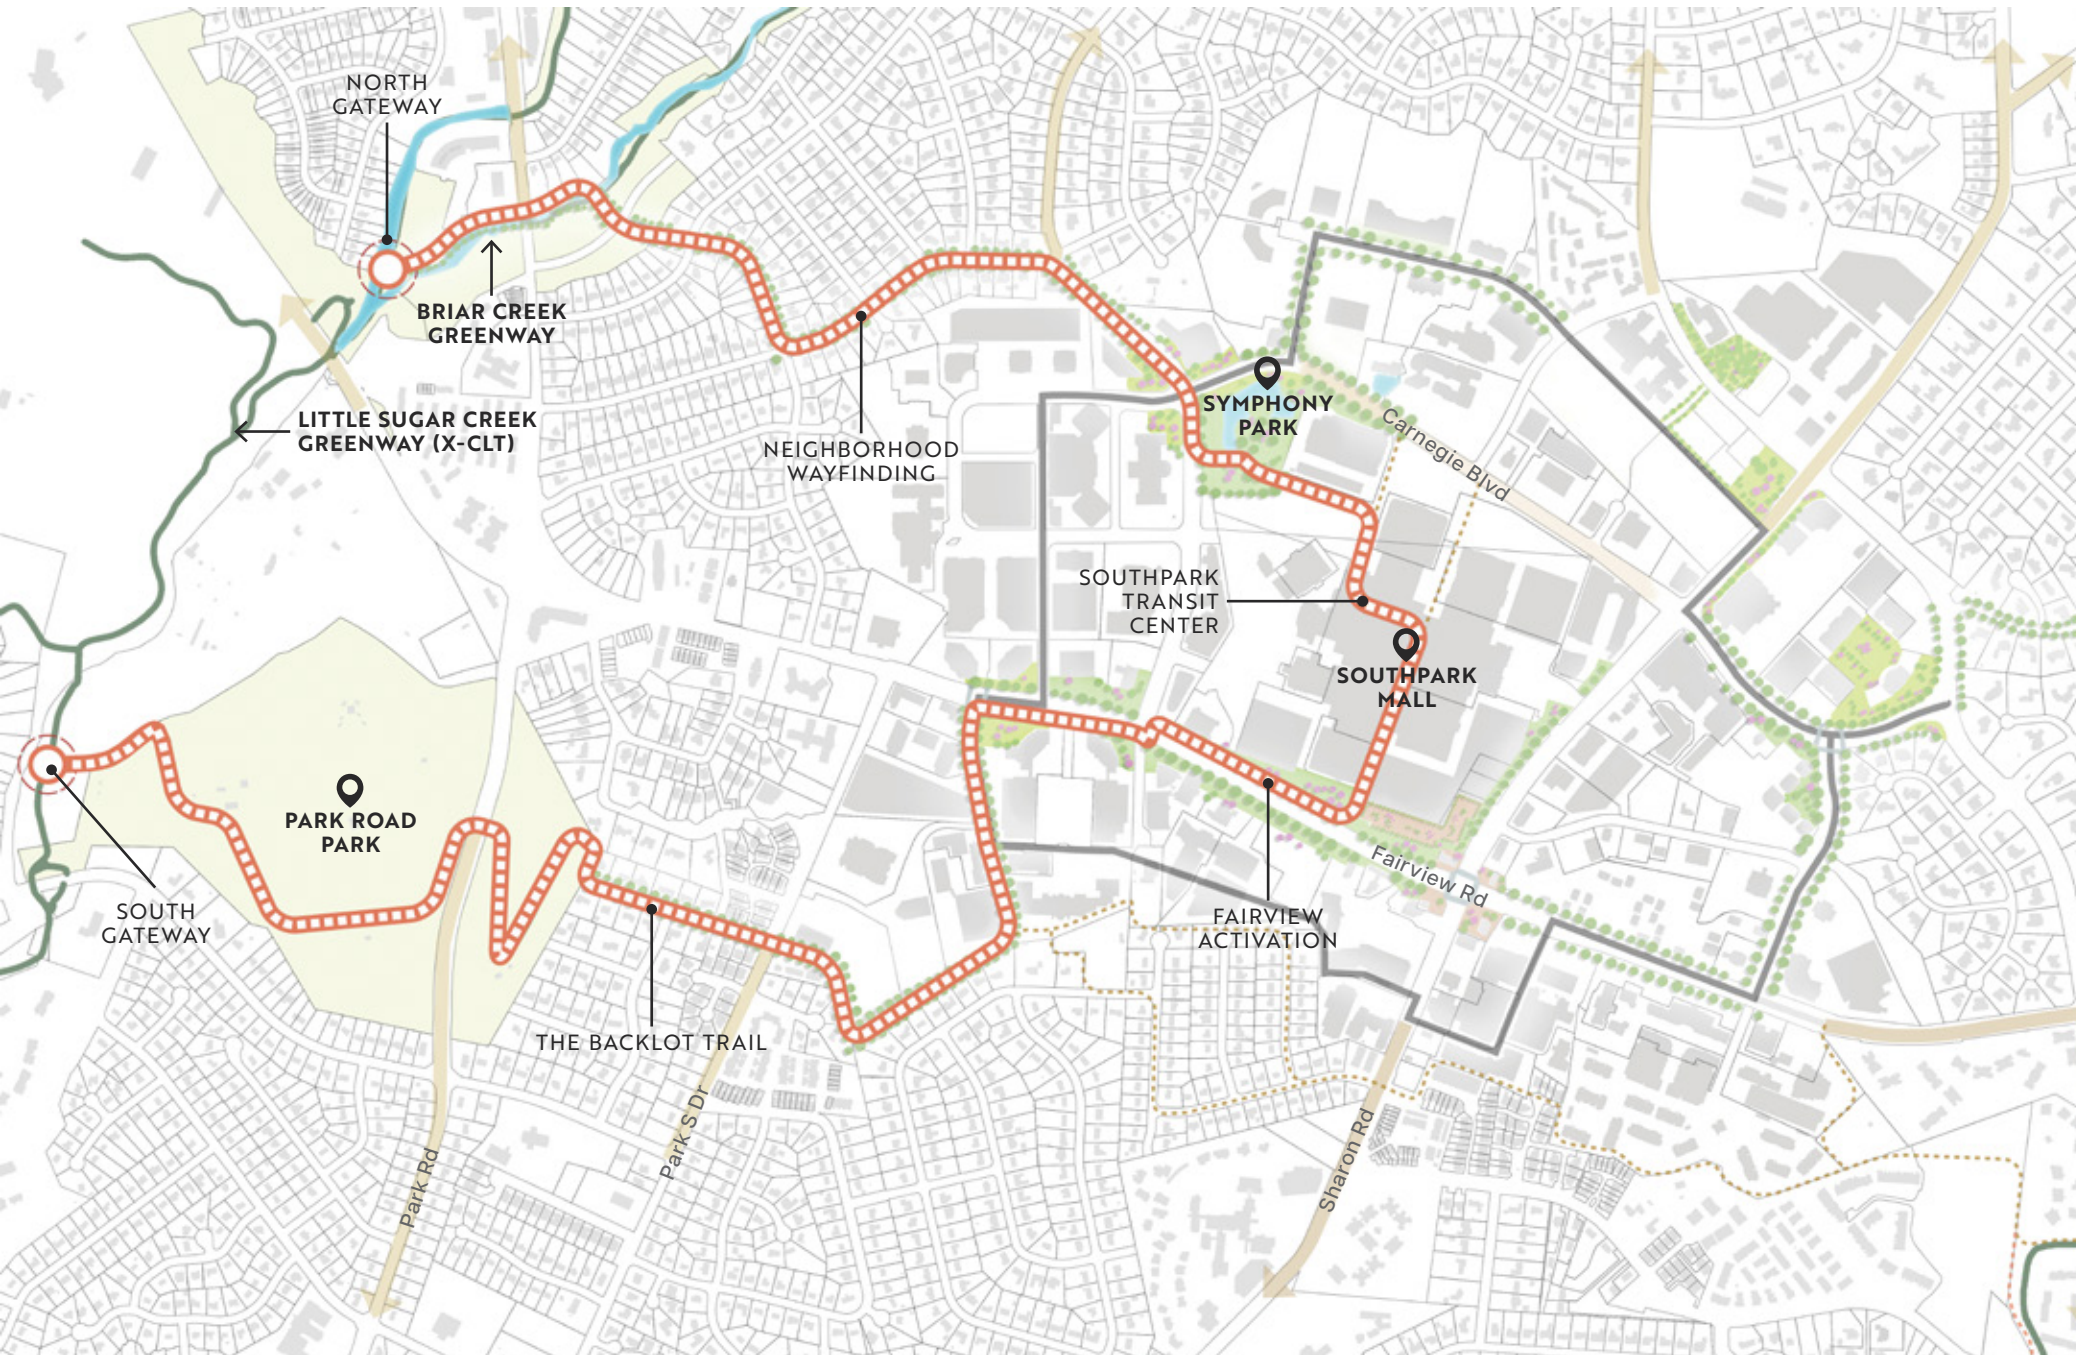 NORTH
GATEWAY
BRIAR CREEK
GREENWAY
LITTLE SUGAR CREEK
GREENWAY (X-CLT)
NEIGHBORHOOD
WAYFINDING
SYMPHONY
PARK
Carnegie Blvd
SOUTHPARK
TRANSIT
CENTER
SOUTHPARK
MALL
PARK ROAD
PARK
SOUTH
GATEWAY
Fairview Rd
FAIRVIEW
ACTIVATION
THE BACKLOT TRAIL
Park S Dr
Park Rd
Sharon Rd